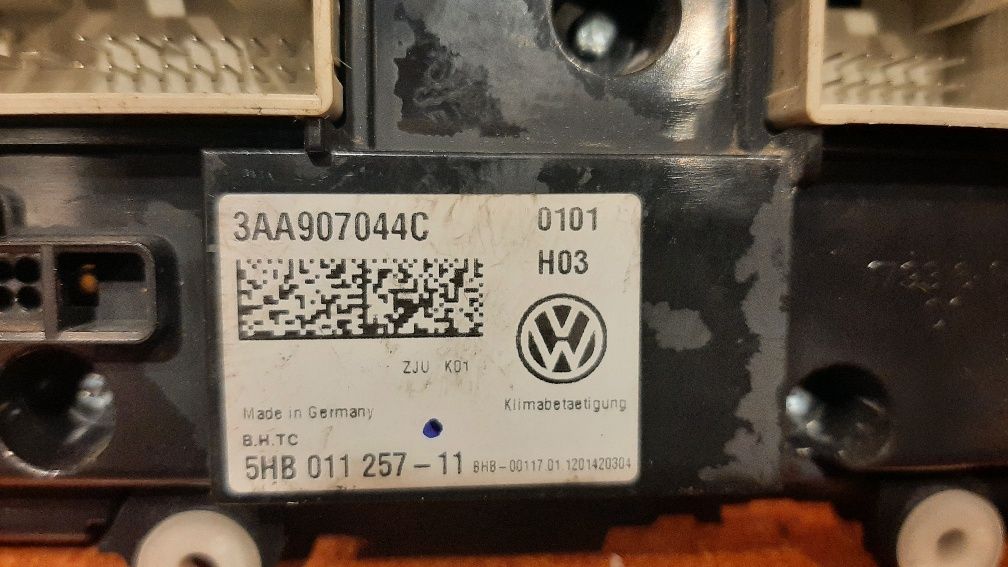 3AA907044C 0101
H03
ZJU K01
Klimabetaetigung
Made in Germany
B.H.TC
5HB 011 257-11 BHB-00117 01 1201420304